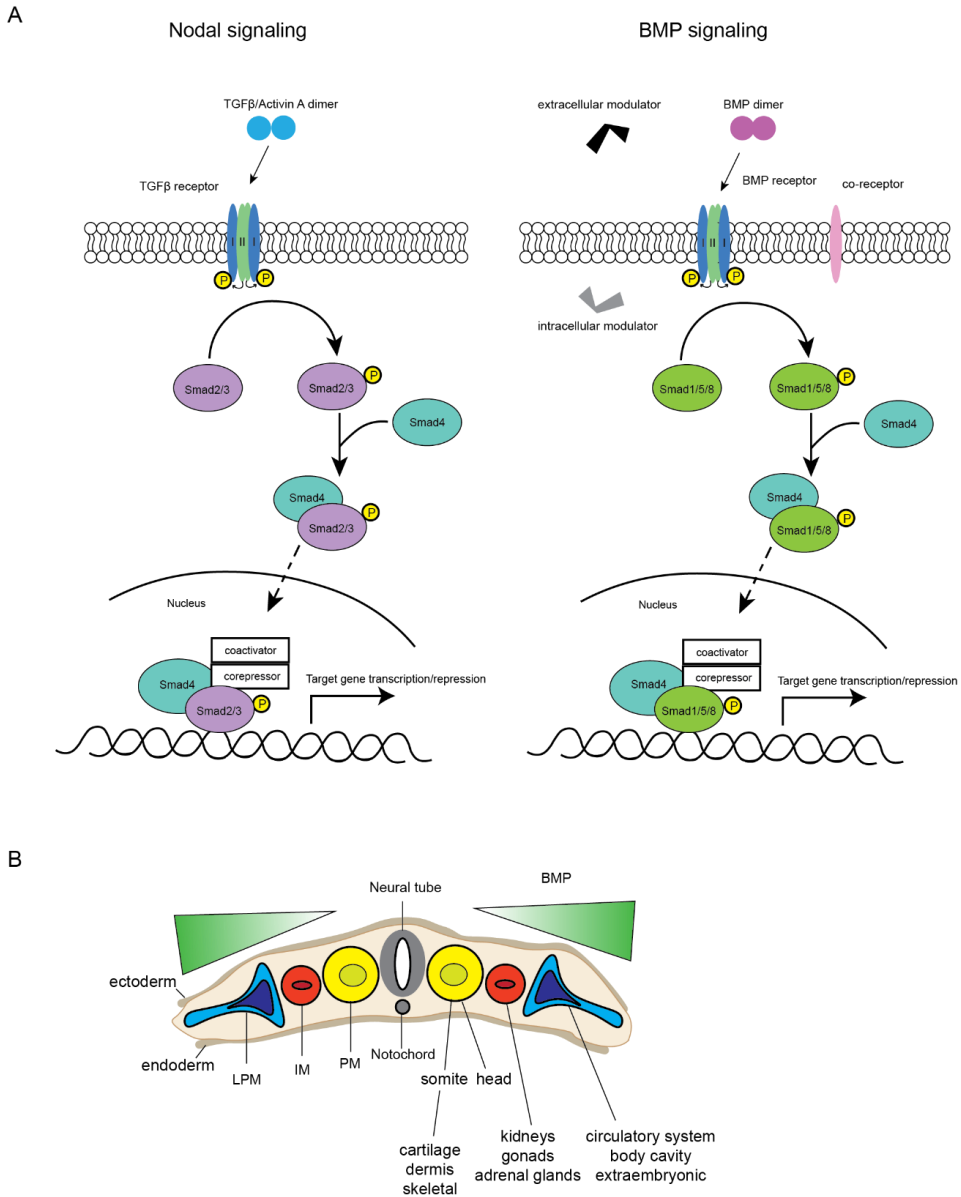 A
Nodal signaling
TGFβ/Activin A dimer
TGFβ receptor
I
II
I
P
P
Smad2/3
Smad2/3
P
Smad4
Smad4
Smad2/3
P
Nucleus
coactivator
corepressor
Smad4
Smad2/3
P
Target gene transcription/repression
BMP signaling
extracellular modulator
BMP dimer
BMP receptor
co-receptor
I
II
I
P
P
intracellular modulator
Smad1/5/8
Smad1/5/8
P
Smad4
Smad4
Smad1/5/8
P
Nucleus
coactivator
corepressor
Smad4
Smad1/5/8
P
Target gene transcription/repression
B
Neural tube
BMP
ectoderm
endoderm
LPM
IM
PM
Notochord
somite
head
cartilage
dermis
skeletal
kidneys
gonads
adrenal glands
circulatory system
body cavity
extraembryonic